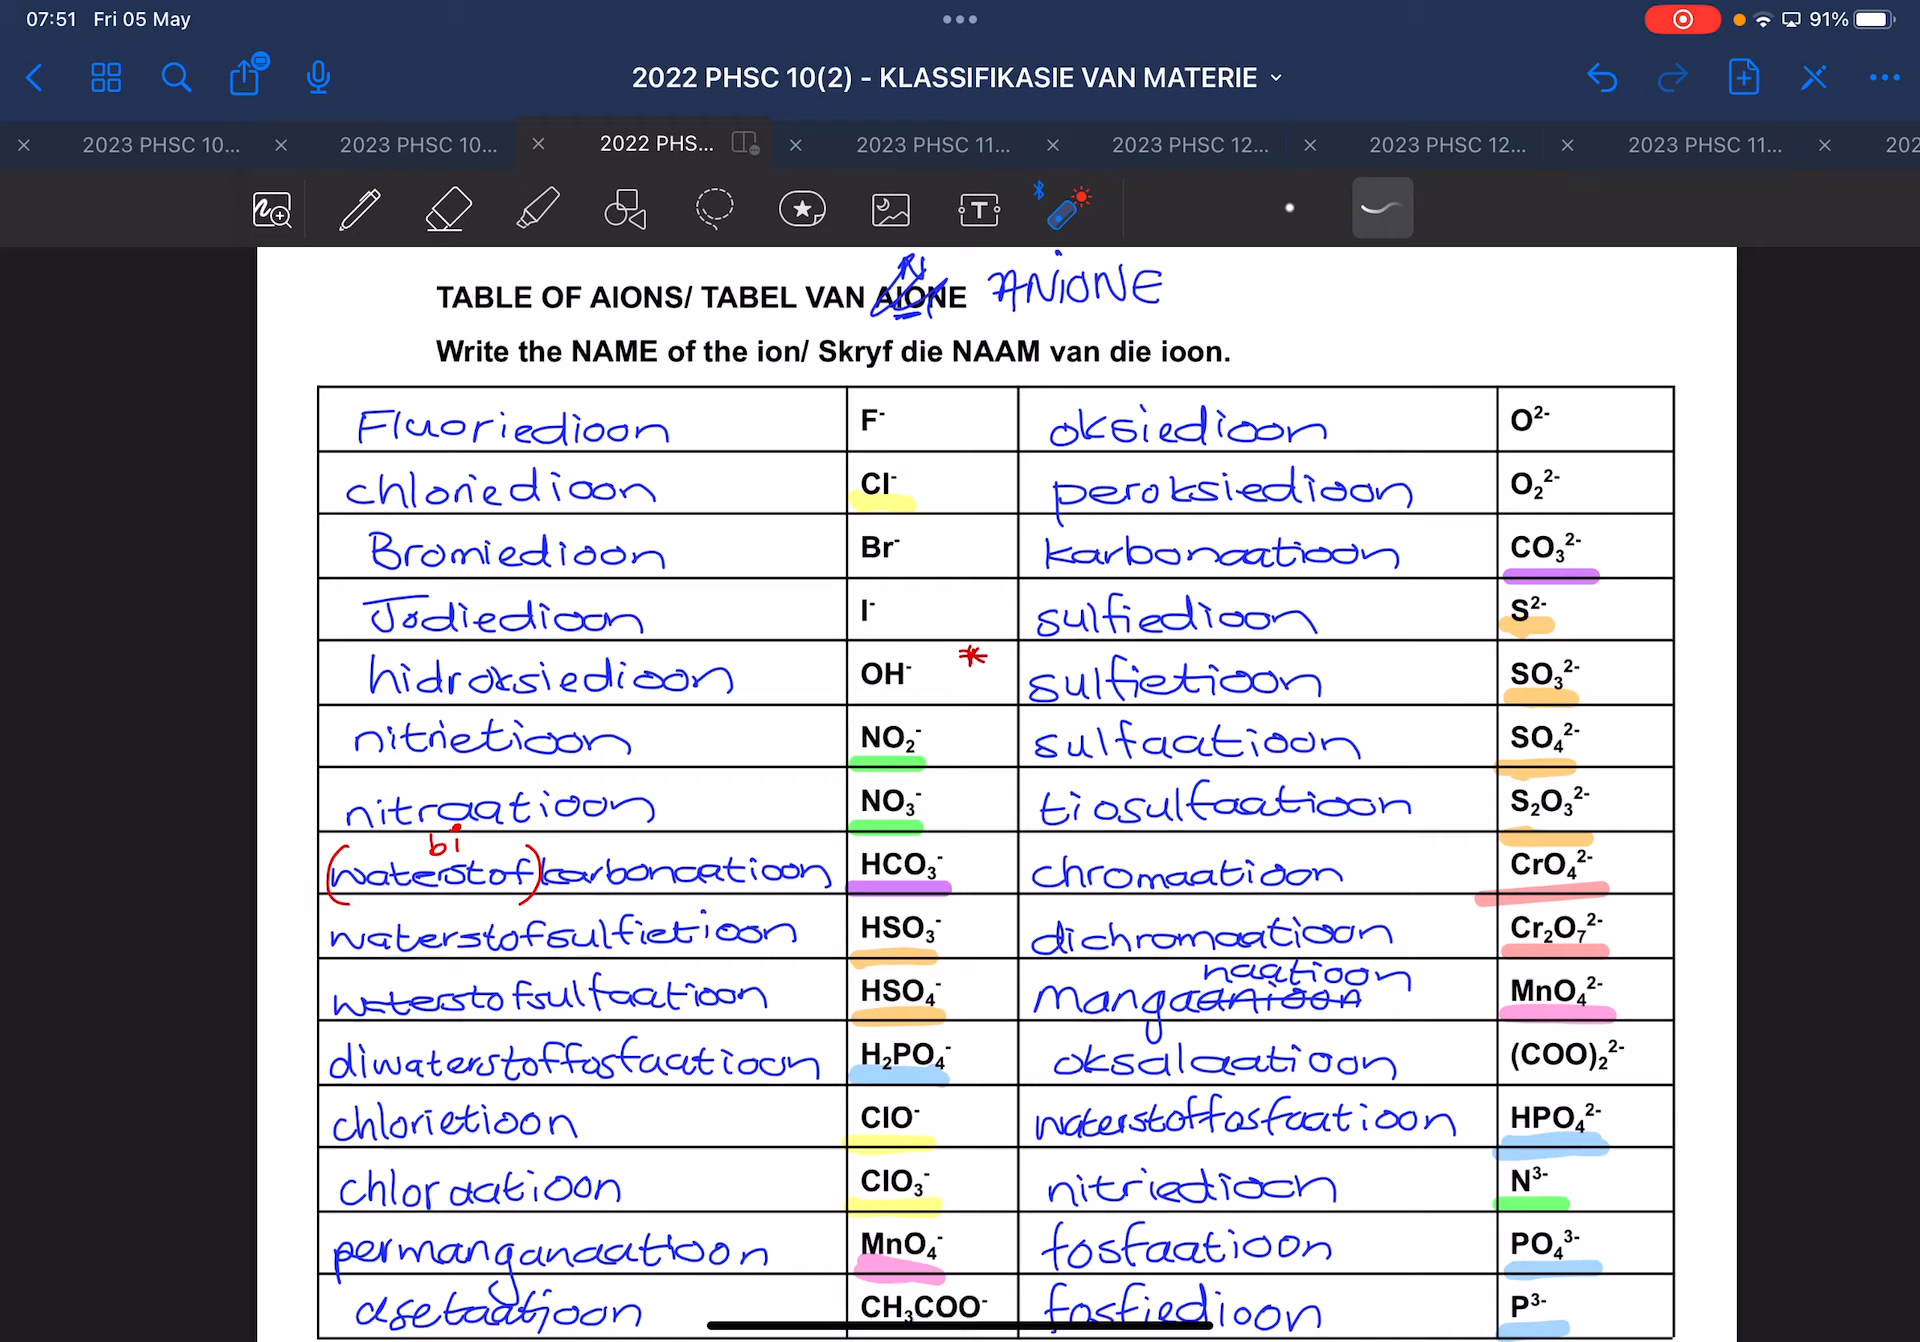 07:51 Fri 05 May
91%
2022 PHSC 10(2) - KLASSIFIKASIE VAN MATERIE
2023 PHSC 10... 2023 PHSC 10... 2022 PHS... 2023 PHSC 11... 2023 PHSC 12... 2023 PHSC 12... 2023 PHSC 11... 202
N
TABLE OF AIONS/ TABEL VAN AIONE ANIONE
Write the NAME of the ion/ Skryf die NAAM van die ioon.
Fluoriedioon F⁻ oksiedioon O²⁻
chloriedioon Cl⁻ peroksiedioon O₂²⁻
Bromiedioon Br⁻ karbonaatioon CO₃²⁻
Jodiedioon I⁻ sulfiedioon S²⁻
hidroksiedioon OH⁻ * sulfietioon SO₃²⁻
nitrietioon NO₂⁻ sulfaatioon SO₄²⁻
nitraatioon NO₃⁻ tiosulfaatioon S₂O₃²⁻
bi
(waterstof)karbonaatioon HCO₃⁻ chromaatioon CrO₄²⁻
waterstofsulfietioon HSO₃⁻ dichromaatioon Cr₂O₇²⁻
naatioon
waterstofsulfaatioon HSO₄⁻ mangaanioon MnO₄²⁻
diwaterstoffosfaatioon H₂PO₄⁻ oksalaatioon (COO)₂²⁻
chlorietioon ClO⁻ waterstoffosfaatioon HPO₄²⁻
chloraatioon ClO₃⁻ nitriedioon N³⁻
permanganaatioon MnO₄⁻ fosfaatioon PO₄³⁻
asetaatioon CH₃COO⁻ fosfiedioon P³⁻